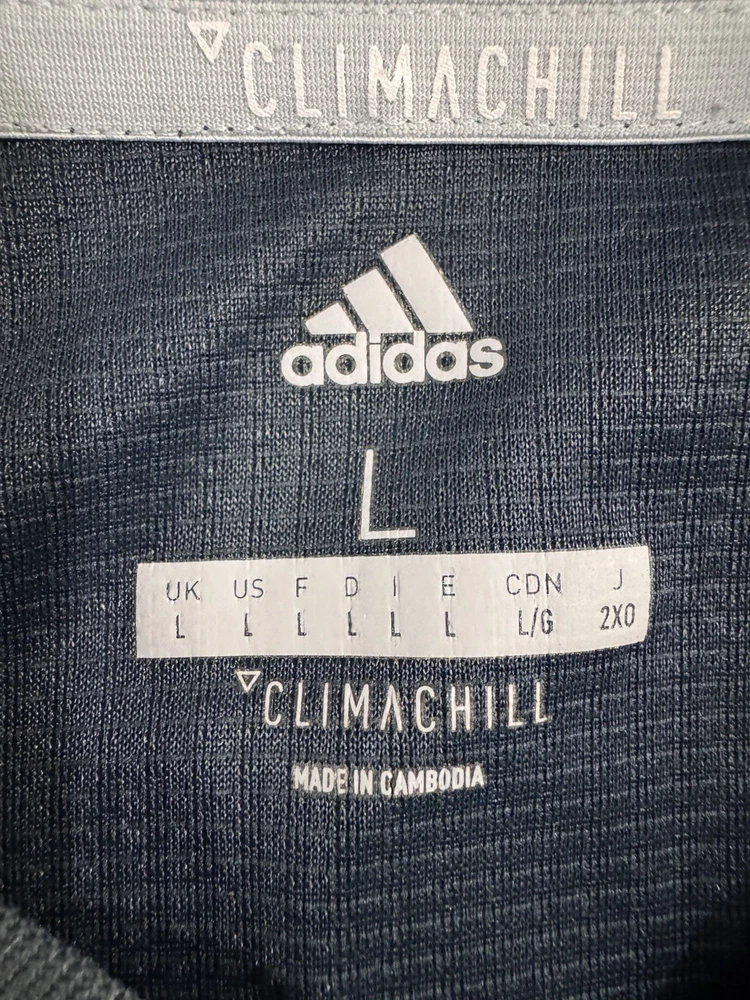 CLIMACHILL
adidas
L
UK US F D I E CDN J
L L L L L L L/G 2XO
CLIMACHILL
MADE IN CAMBODIA